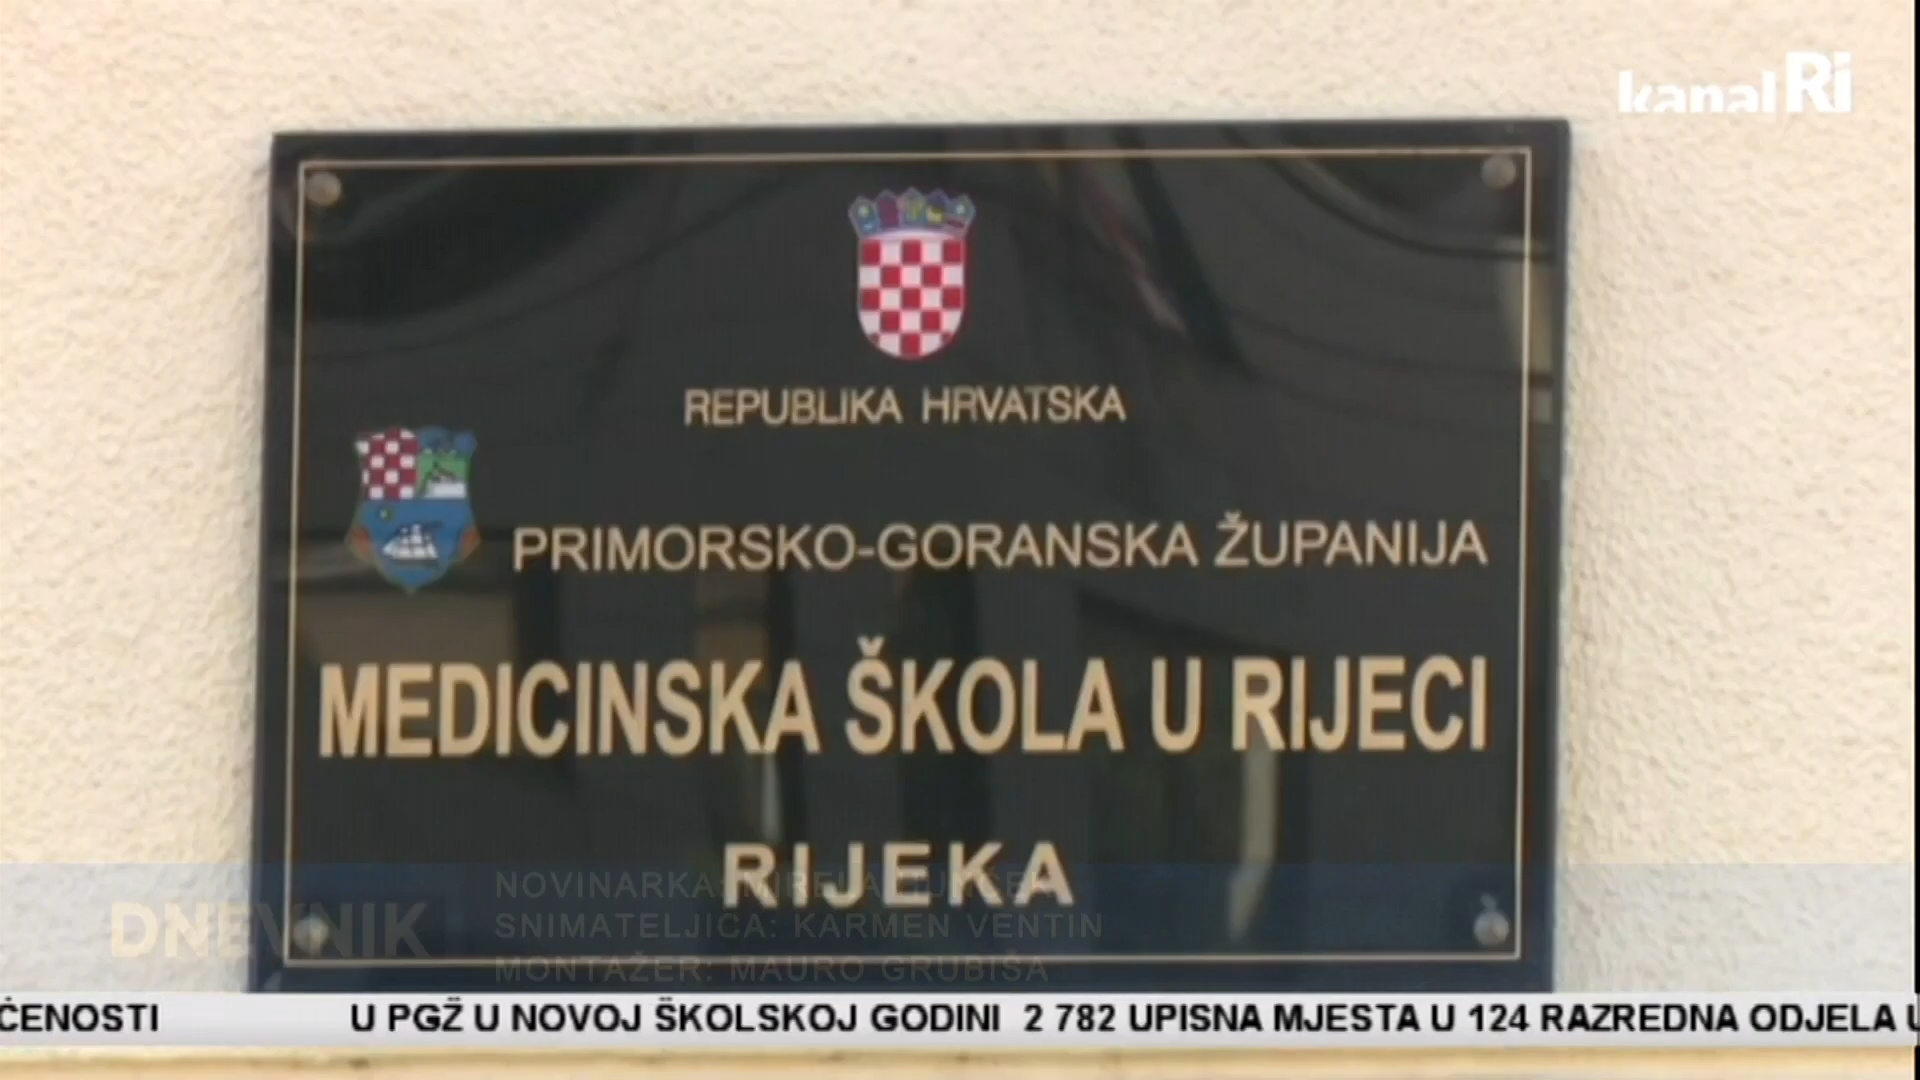 kanal Ri
REPUBLIKA HRVATSKA
PRIMORSKO-GORANSKA ŽUPANIJA
MEDICINSKA ŠKOLA U RIJECI
RIJEKA
DNEVNIK
NOVINARKA:
SNIMATELJICA: KARMEN VENTIN
MONTAŽER: MAURO GRUBIŠA
ČENOSTI U PGŽ U NOVOJ ŠKOLSKOJ GODINI 2 782 UPISNA MJESTA U 124 RAZREDNA ODJELA U